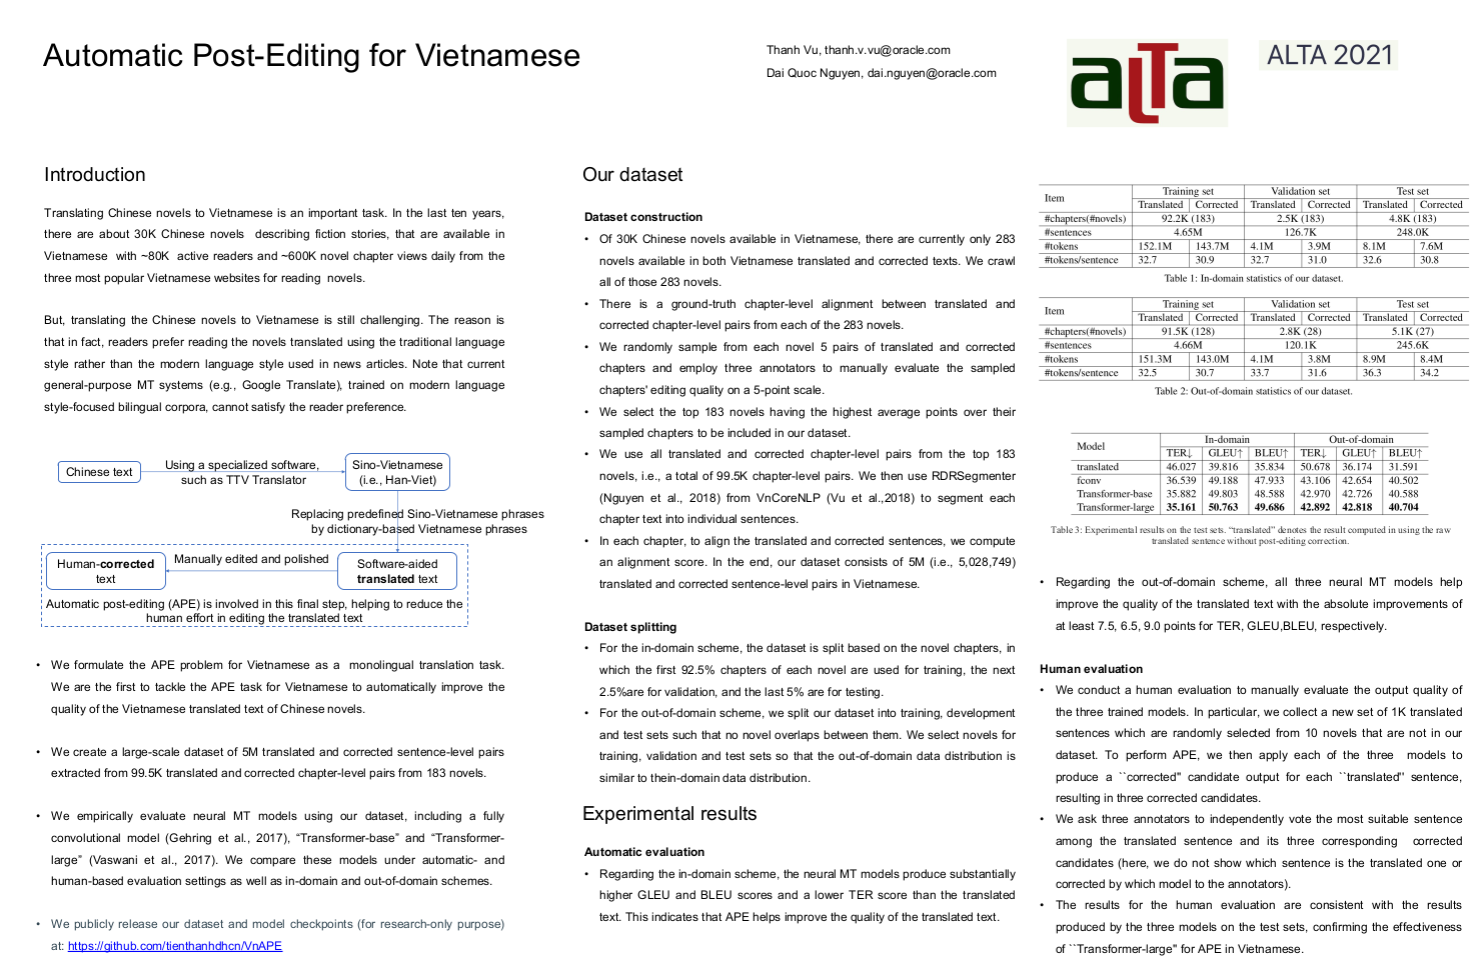 Automatic Post-Editing for Vietnamese
Thanh Vu, thanh.v.vu@oracle.com
Dai Quoc Nguyen, dai.nguyen@oracle.com
alTa
ALTA 2021
Introduction
Translating Chinese novels to Vietnamese is an important task. In the last ten years,
there are about 30K Chinese novels describing fiction stories, that are available in
Vietnamese with ~80K active readers and ~600K novel chapter views daily from the
three most popular Vietnamese websites for reading novels.
But, translating the Chinese novels to Vietnamese is still challenging. The reason is
that in fact, readers prefer reading the novels translated using the traditional language
style rather than the modern language style used in news articles. Note that current
general-purpose MT systems (e.g., Google Translate), trained on modern language
style-focused bilingual corpora, cannot satisfy the reader preference.
Chinese text
Using a specialized software,
such as TTV Translator
Sino-Vietnamese
(i.e., Han-Viet)
Replacing predefined Sino-Vietnamese phrases
by dictionary-based Vietnamese phrases
Human-corrected
text
Manually edited and polished
Software-aided
translated text
Automatic post-editing (APE) is involved in this final step, helping to reduce the
human effort in editing the translated text
• We formulate the APE problem for Vietnamese as a monolingual translation task.
We are the first to tackle the APE task for Vietnamese to automatically improve the
quality of the Vietnamese translated text of Chinese novels.
• We create a large-scale dataset of 5M translated and corrected sentence-level pairs
extracted from 99.5K translated and corrected chapter-level pairs from 183 novels.
• We empirically evaluate neural MT models using our dataset, including a fully
convolutional model (Gehring et al., 2017), “Transformer-base” and “Transformer-
large” (Vaswani et al., 2017). We compare these models under automatic- and
human-based evaluation settings as well as in-domain and out-of-domain schemes.
• We publicly release our dataset and model checkpoints (for research-only purpose)
at: https://github.com/tienthanhdhcn/VnAPE
Our dataset
Dataset construction
• Of 30K Chinese novels available in Vietnamese, there are currently only 283
novels available in both Vietnamese translated and corrected texts. We crawl
all of those 283 novels.
• There is a ground-truth chapter-level alignment between translated and
corrected chapter-level pairs from each of the 283 novels.
• We randomly sample from each novel 5 pairs of translated and corrected
chapters and employ three annotators to manually evaluate the sampled
chapters' editing quality on a 5-point scale.
• We select the top 183 novels having the highest average points over their
sampled chapters to be included in our dataset.
• We use all translated and corrected chapter-level pairs from the top 183
novels, i.e., a total of 99.5K chapter-level pairs. We then use RDRSegmenter
(Nguyen et al., 2018) from VnCoreNLP (Vu et al.,2018) to segment each
chapter text into individual sentences.
• In each chapter, to align the translated and corrected sentences, we compute
an alignment score. In the end, our dataset consists of 5M (i.e., 5,028,749)
translated and corrected sentence-level pairs in Vietnamese.
Dataset splitting
• For the in-domain scheme, the dataset is split based on the novel chapters, in
which the first 92.5% chapters of each novel are used for training, the next
2.5%are for validation, and the last 5% are for testing.
• For the out-of-domain scheme, we split our dataset into training, development
and test sets such that no novel overlaps between them. We select novels for
training, validation and test sets so that the out-of-domain data distribution is
similar to thein-domain data distribution.
Experimental results
Automatic evaluation
• Regarding the in-domain scheme, the neural MT models produce substantially
higher GLEU and BLEU scores and a lower TER score than the translated
text. This indicates that APE helps improve the quality of the translated text.
Item Training set Validation set Test set
Translated Corrected Translated Corrected Translated Corrected
#chapters(#novels) 92.2K (183) 2.5K (183) 4.8K (183)
#sentences 4.65M 126.7K 248.0K
#tokens 152.1M 143.7M 4.1M 3.9M 8.1M 7.6M
#tokens/sentence 32.7 30.9 32.7 31.0 32.6 30.8
Table 1: In-domain statistics of our dataset.
Item Training set Validation set Test set
Translated Corrected Translated Corrected Translated Corrected
#chapters(#novels) 91.5K (128) 2.8K (28) 5.1K (27)
#sentences 4.66M 120.1K 245.6K
#tokens 151.3M 143.0M 4.1M 3.8M 8.9M 8.4M
#tokens/sentence 32.5 30.7 33.7 31.6 36.3 34.2
Table 2: Out-of-domain statistics of our dataset.
Model In-domain Out-of-domain
TER↓ GLEU↑ BLEU↑ TER↓ GLEU↑ BLEU↑
translated 46.027 39.816 35.834 50.678 36.174 31.591
fconv 36.539 49.188 47.933 43.106 42.654 40.502
Transformer-base 35.882 49.803 48.588 42.970 42.726 40.588
Transformer-large 35.161 50.763 49.686 42.892 42.818 40.704
Table 3: Experimental results on the test sets. “translated” denotes the result computed in using the raw
translated sentence without post-editing correction.
• Regarding the out-of-domain scheme, all three neural MT models help
improve the quality of the translated text with the absolute improvements of
at least 7.5, 6.5, 9.0 points for TER, GLEU,BLEU, respectively.
Human evaluation
• We conduct a human evaluation to manually evaluate the output quality of
the three trained models. In particular, we collect a new set of 1K translated
sentences which are randomly selected from 10 novels that are not in our
dataset. To perform APE, we then apply each of the three models to
produce a ``corrected'' candidate output for each ``translated'' sentence,
resulting in three corrected candidates.
• We ask three annotators to independently vote the most suitable sentence
among the translated sentence and its three corresponding corrected
candidates (here, we do not show which sentence is the translated one or
corrected by which model to the annotators).
• The results for the human evaluation are consistent with the results
produced by the three models on the test sets, confirming the effectiveness
of ``Transformer-large'' for APE in Vietnamese.